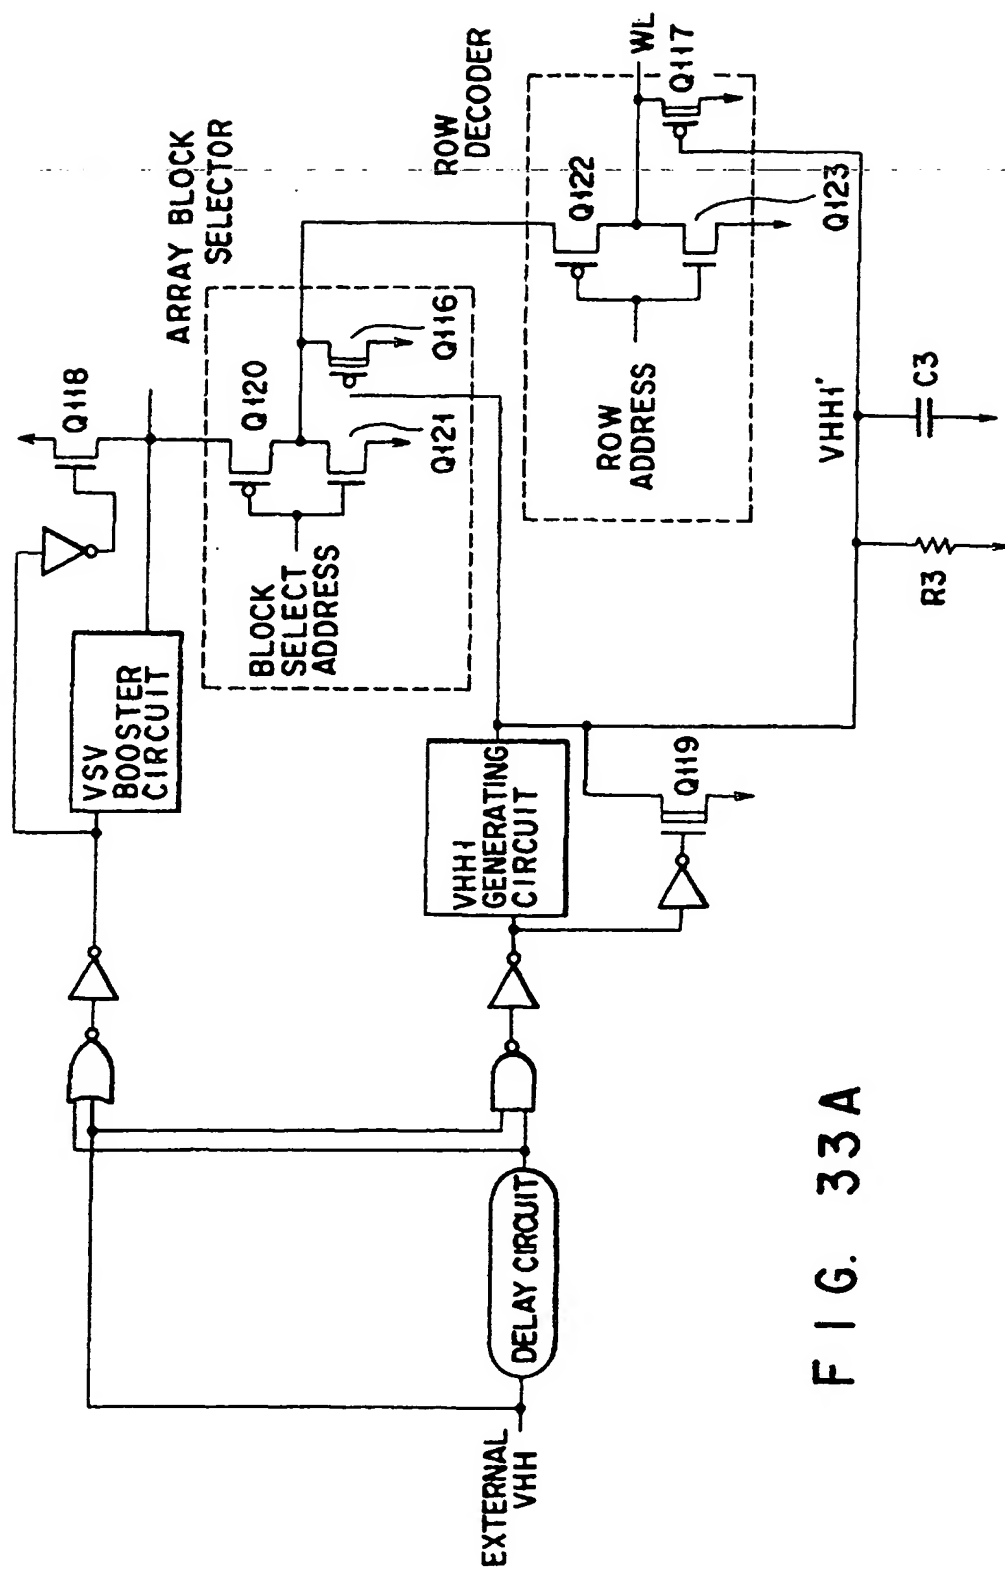 EXTERNAL
VHH
DELAY CIRCUIT
VSV
BOOSTER
CIRCUIT
VHH1
GENERATING
CIRCUIT
Q118
Q119
ARRAY BLOCK
SELECTOR
BLOCK
SELECT
ADDRESS
Q120
Q121
Q116
ROW
DECODER
ROW
ADDRESS
Q122
Q123
Q117
WL
VHH1'
R3
C3
FIG. 33A